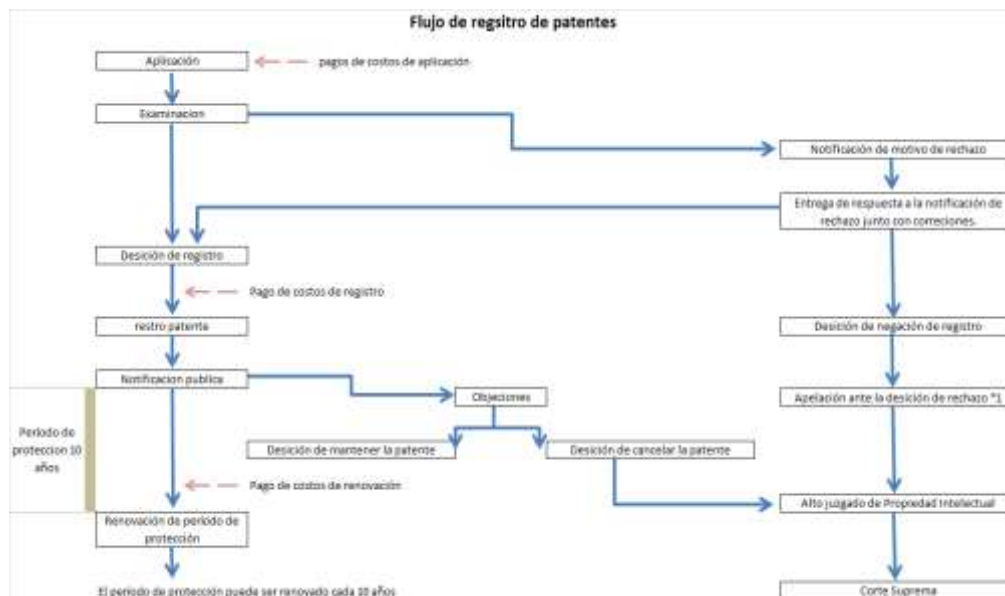 Flujo de regsitro de patentes
Aplicación
pagos de costos de aplicación
Examinacion
Notificación de motivo de rechazo
Entrega de respuesta a la notificación de
rechazo junto con correciones.
Desición de registro
Pago de costos de registro
restro patente
Desición de negación de registro
Notificacion publica
Objeciones
Apelación ante la desición de rechazo *1
Período de
proteccion 10
años
Desición de mantener la patente
Desición de cancelar la patente
Pago de costos de renovación
Alto juzgado de Propiedad Intelectual
Renovación de período de
protección
El período de protección puede ser renovado cada 10 años
Corte Suprema